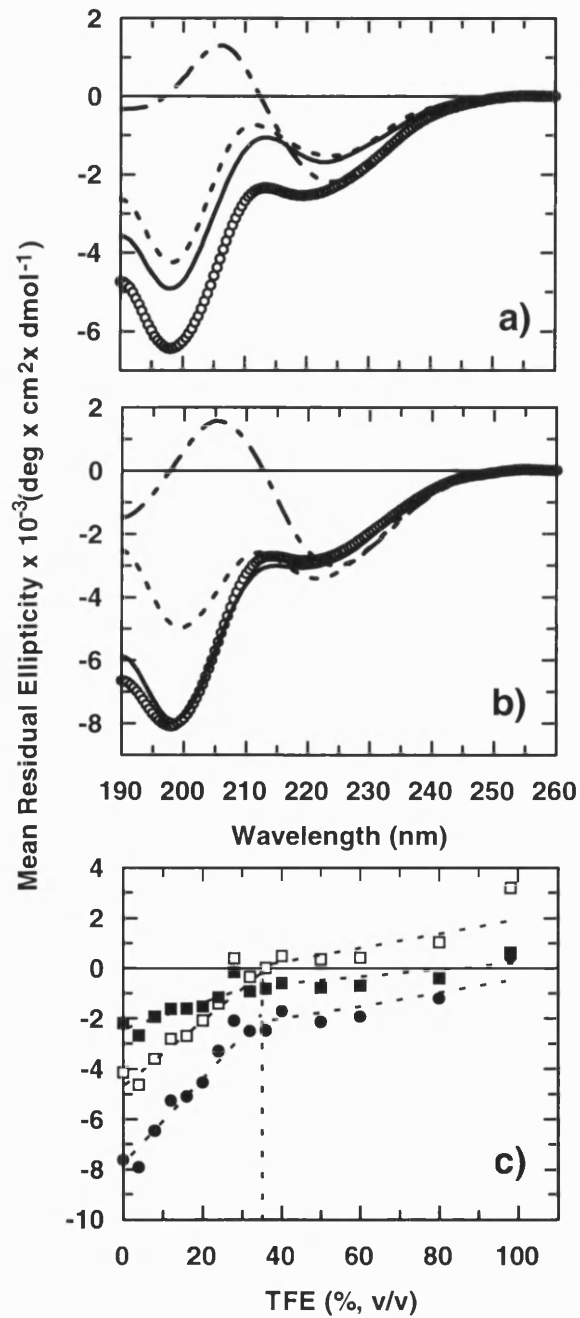 Mean Residual Ellipticity x 10⁻³(deg x cm²x dmol⁻¹)
2
0
-2
-4
-6
a)
2
0
-2
-4
-6
-8
b)
190 200 210 220 230 240 250 260
Wavelength (nm)
4
2
0
-2
-4
-6
-8
-10
c)
0 20 40 60 80 100
TFE (%, v/v)